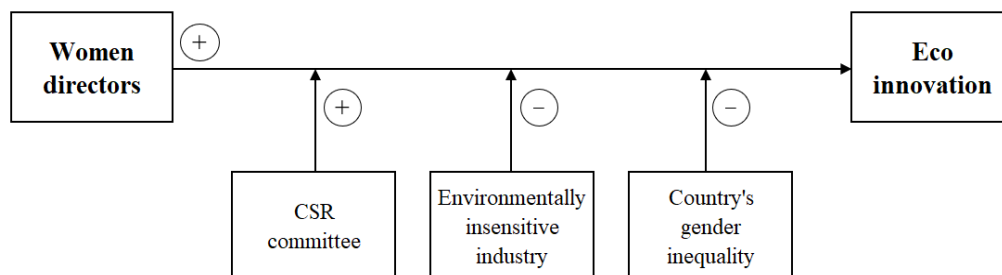 Women
directors
+
Eco
innovation
+
−
−
CSR
committee
Environmentally
insensitive
industry
Country's
gender
inequality